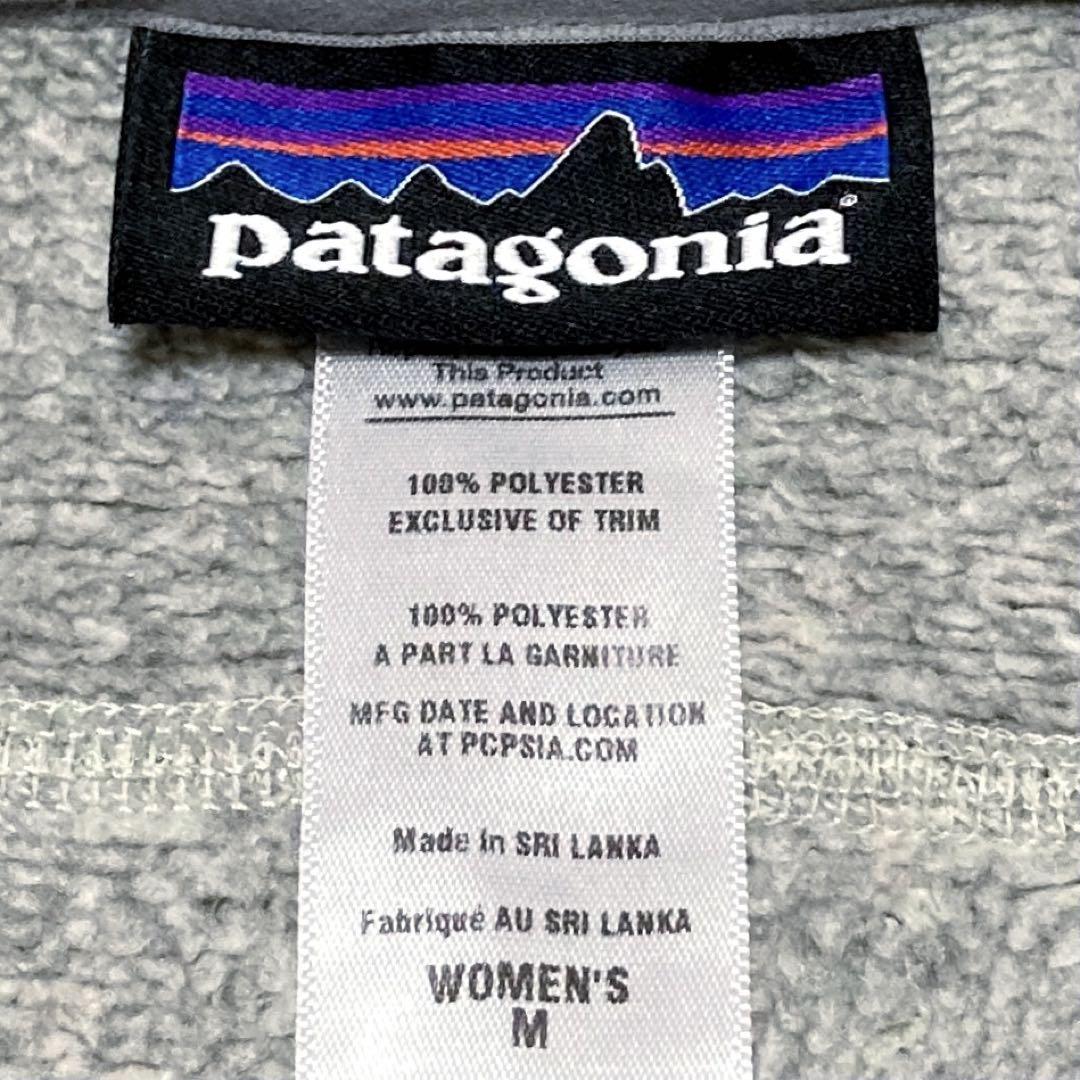 patagonia®
This Product
www.patagonia.com
100% POLYESTER
EXCLUSIVE OF TRIM
100% POLYESTER
A PART LA GARNITURE
MFG DATE AND LOCATION
AT PCPSIA.COM
Made in SRI LANKA
Fabriqué AU SRI LANKA
WOMEN'S
M